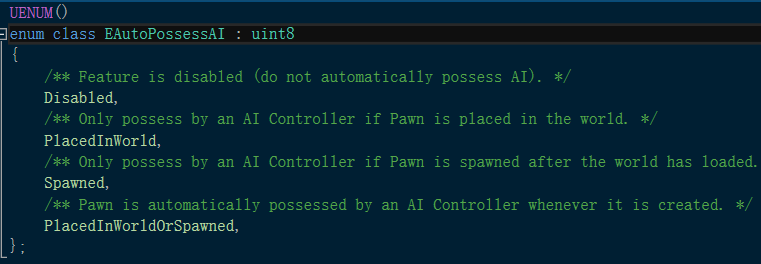 UENUM()
enum class EAutoPossessAI : uint8
{
/** Feature is disabled (do not automatically possess AI). */
Disabled,
/** Only possess by an AI Controller if Pawn is placed in the world. */
PlacedInWorld,
/** Only possess by an AI Controller if Pawn is spawned after the world has loaded.
Spawned,
/** Pawn is automatically possessed by an AI Controller whenever it is created. */
PlacedInWorldOrSpawned,
};